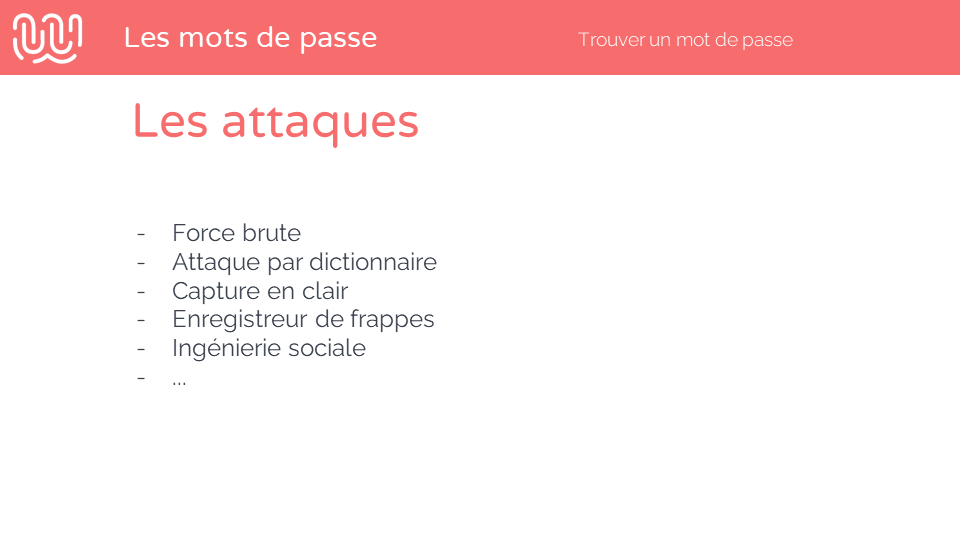 Les mots de passe
Trouver un mot de passe
Les attaques
- Force brute
- Attaque par dictionnaire
- Capture en clair
- Enregistreur de frappes
- Ingénierie sociale
- ...